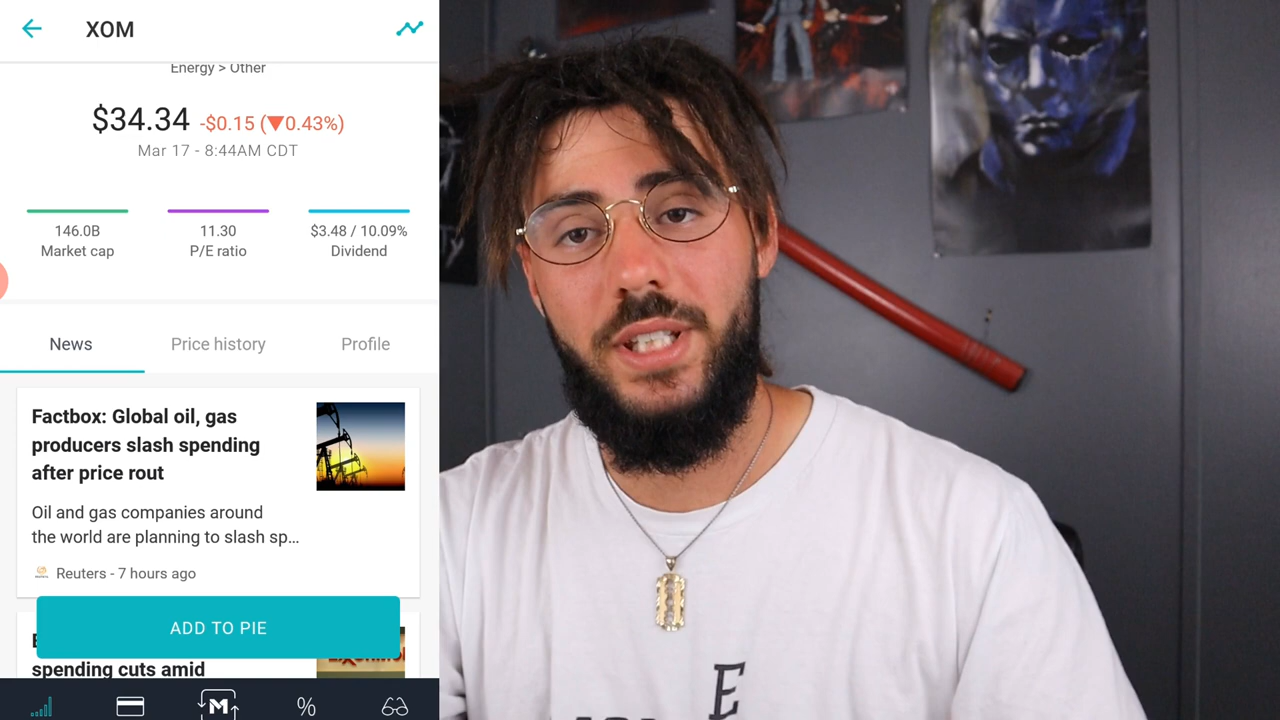 XOM
Energy > Other
$34.34 -$0.15 (▼0.43%)
Mar 17 - 8:44AM CDT
146.0B
Market cap
11.30
P/E ratio
$3.48 / 10.09%
Dividend
News
Price history
Profile
Factbox: Global oil, gas
producers slash spending
after price rout
Oil and gas companies around
the world are planning to slash sp...
Reuters - 7 hours ago
ADD TO PIE
spending cuts amid
M
%
E